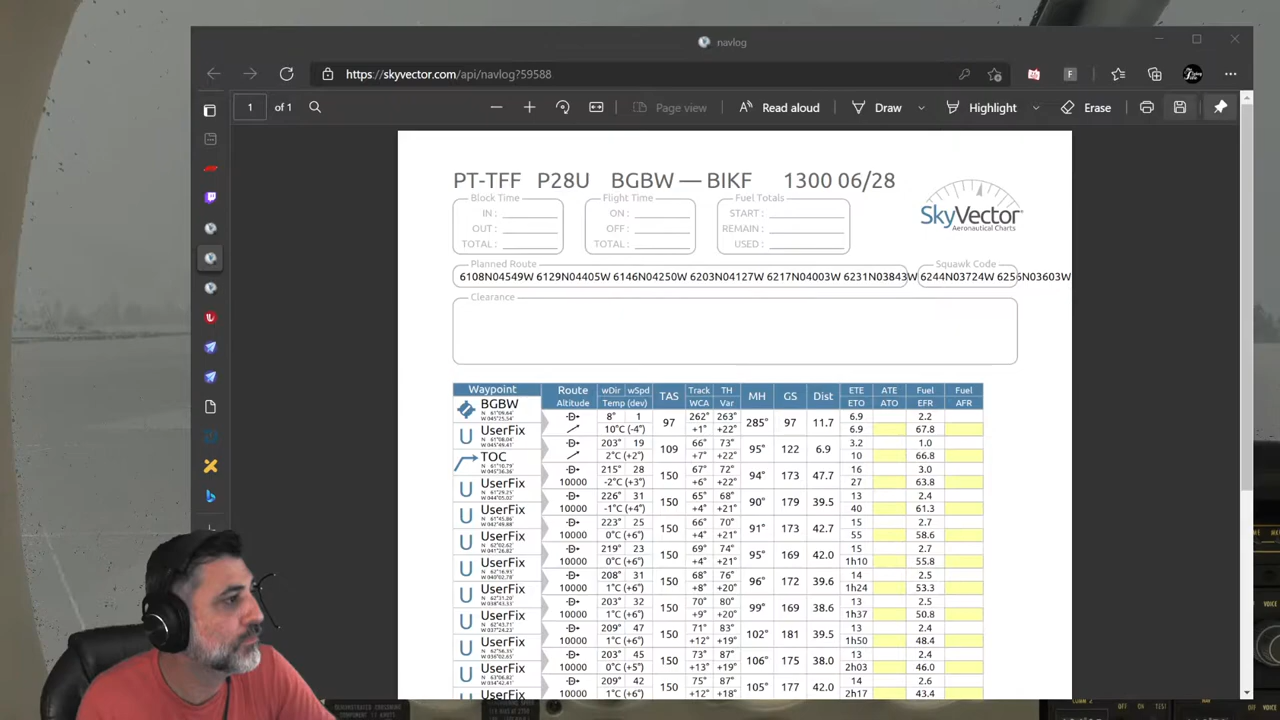 navlog
https://skyvector.com/api/navlog?59588
F
1 of 1
Page view
Read aloud
Draw
Highlight
Erase
PT-TFF P28U BGBW — BIKF 1300 06/28
SkyVector
Aeronautical Charts
Block Time
IN :
OUT :
TOTAL :
Flight Time
ON :
OFF :
TOTAL :
Fuel Totals
START :
REMAIN :
USED :
Planned Route
Squawk Code
6108N04549W 6129N04405W 6146N04250W 6203N04127W 6217N04003W 6231N03843W 6244N03724W 6256N03603W
Clearance
Waypoint Route wDir wSpd TAS Track TH MH GS Dist ETE ATE Fuel Fuel
Altitude Temp (dev) WCA Var ETO ATO EFR AFR
BGBW 8° 1 97 262° 263° 285° 97 11.7 6.9 2.2
10°C (-4°) +1° +22° 6.9 67.8
UserFix 203° 19 109 66° 73° 95° 122 6.9 3.2 1.0
2°C (+2°) +7° +22° 10 66.8
TOC 215° 28 150 67° 73° 94° 173 47.7 16 3.0
10000 -2°C (+3°) +6° +22° 27 63.8
UserFix 226° 31 150 65° 68° 90° 179 39.5 13 2.4
10000 -1°C (+4°) +4° +21° 40 61.3
UserFix 223° 25 150 66° 70° 91° 173 42.7 15 2.7
10000 0°C (+6°) +4° +21° 55 58.6
UserFix 219° 23 150 69° 74° 95° 169 42.0 15 2.7
10000 0°C (+6°) +4° +21° 1h10 55.8
UserFix 208° 31 150 68° 76° 96° 172 39.6 14 2.5
10000 1°C (+6°) +8° +20° 1h24 53.3
UserFix 203° 32 150 70° 80° 99° 169 38.6 13 2.5
10000 1°C (+6°) +9° +20° 1h37 50.8
UserFix 209° 47 150 71° 83° 102° 181 39.5 13 2.4
10000 1°C (+6°) +12° +19° 1h50 48.4
UserFix 203° 45 150 73° 87° 106° 175 38.0 13 2.4
10000 0°C (+5°) +13° +19° 2h03 46.0
UserFix 209° 42 150 75° 87° 105° 177 42.0 14 2.6
10000 1°C (+6°) +12° +18° 2h17 43.4
UserFix